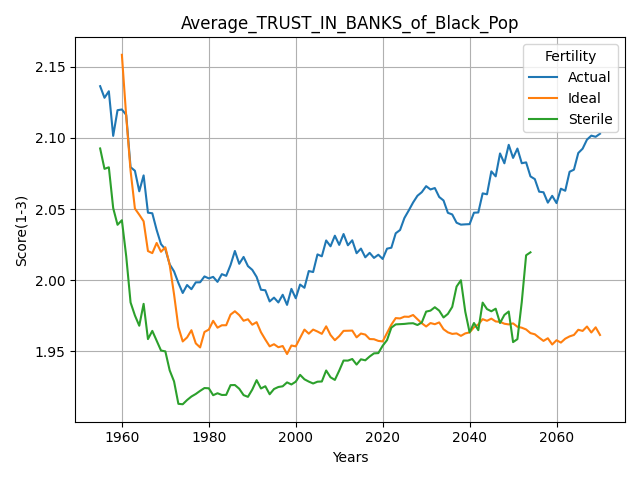 Average_TRUST_IN_BANKS_of_Black_Pop
Fertility
Actual
Ideal
Sterile
2.15
2.10
2.05
2.00
1.95
Score(1-3)
1960 1980 2000 2020 2040 2060
Years